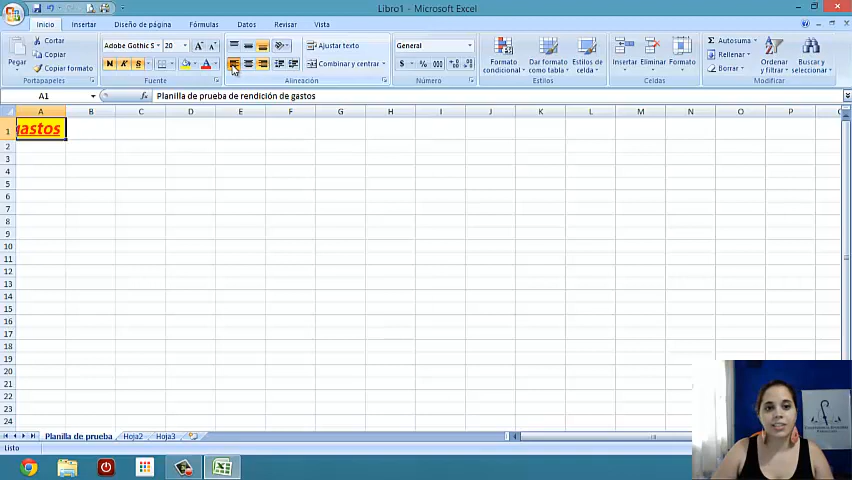 Libro1 - Microsoft Excel
Inicio Insertar Diseño de página Fórmulas Datos Revisar Vista
Pegar
Cortar
Copiar
Copiar formato
Portapapeles
Adobe Gothic S 20
N K S
Fuente
Ajustar texto
Combinar y centrar
Alineación
General
$ % 000
Número
Formato condicional
Dar formato como tabla
Estilos de celda
Estilos
Insertar Eliminar Formato
Celdas
Autosuma
Rellenar
Borrar
Ordenar y filtrar
Buscar y seleccionar
Modificar
A1 fx Planilla de prueba de rendición de gastos
A B C D E F G H I J K L M N O P
1 gastos
2
3
4
5
6
7
8
9
10
11
12
13
14
15
16
17
18
19
20
21
22
23
24
Planilla de prueba Hoja2 Hoja3
Listo